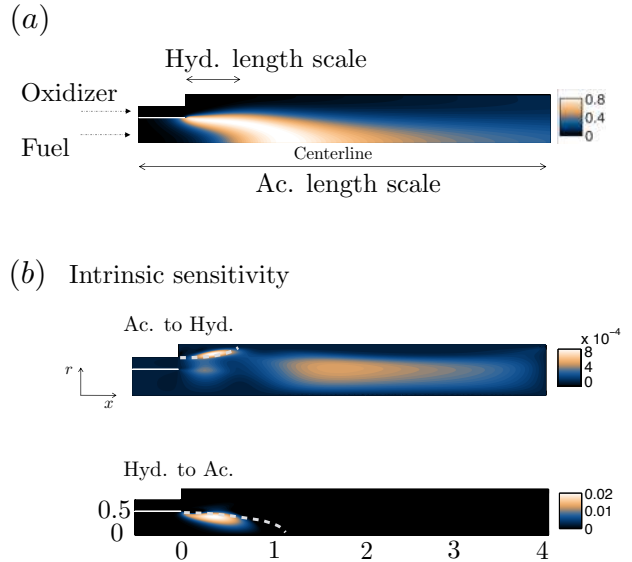 (a)
Hyd. length scale
Oxidizer
Fuel
0.8
0.4
0
Centerline
Ac. length scale
(b) Intrinsic sensitivity
Ac. to Hyd.
x 10⁻⁴
8
4
0
r
x
Hyd. to Ac.
0.02
0.01
0
0.5
0
0 1 2 3 4